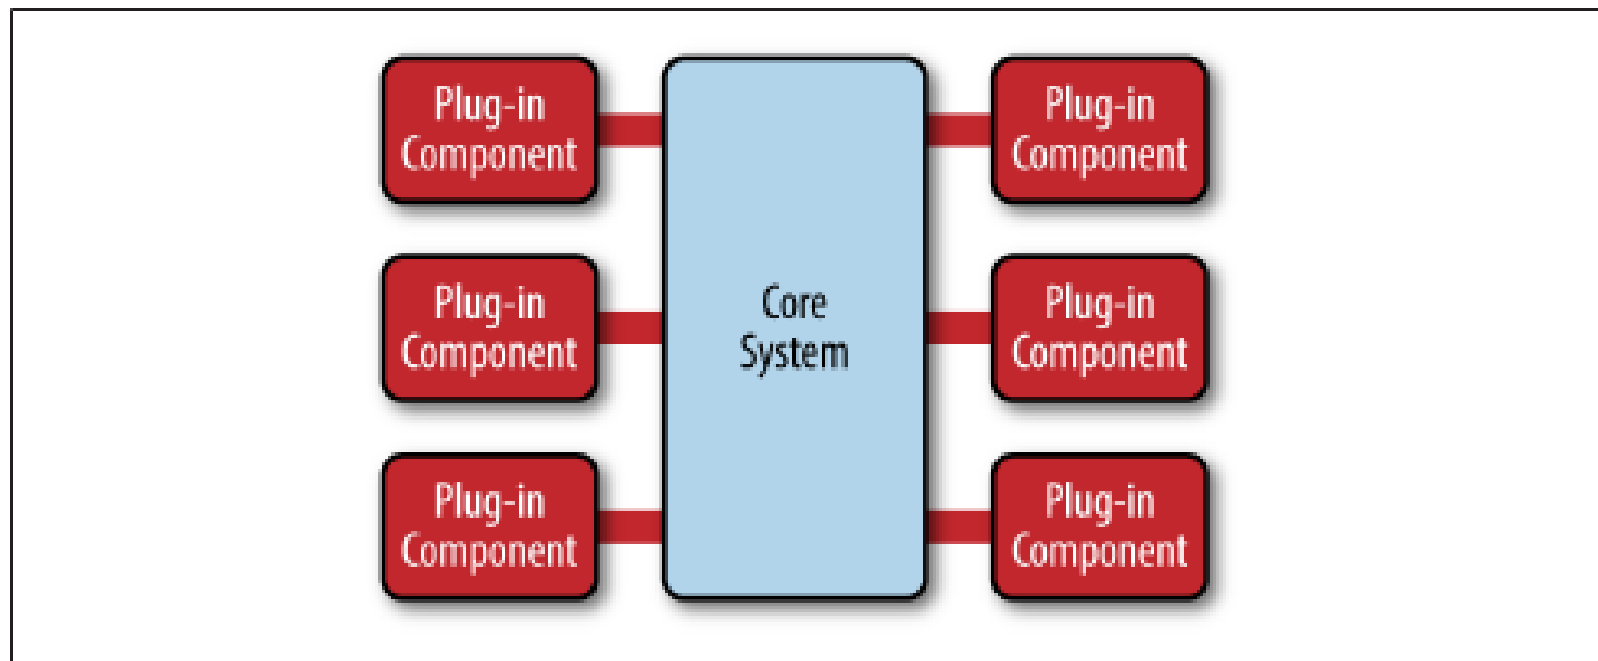 Plug-in
Component
Plug-in
Component
Plug-in
Component
Core
System
Plug-in
Component
Plug-in
Component
Plug-in
Component